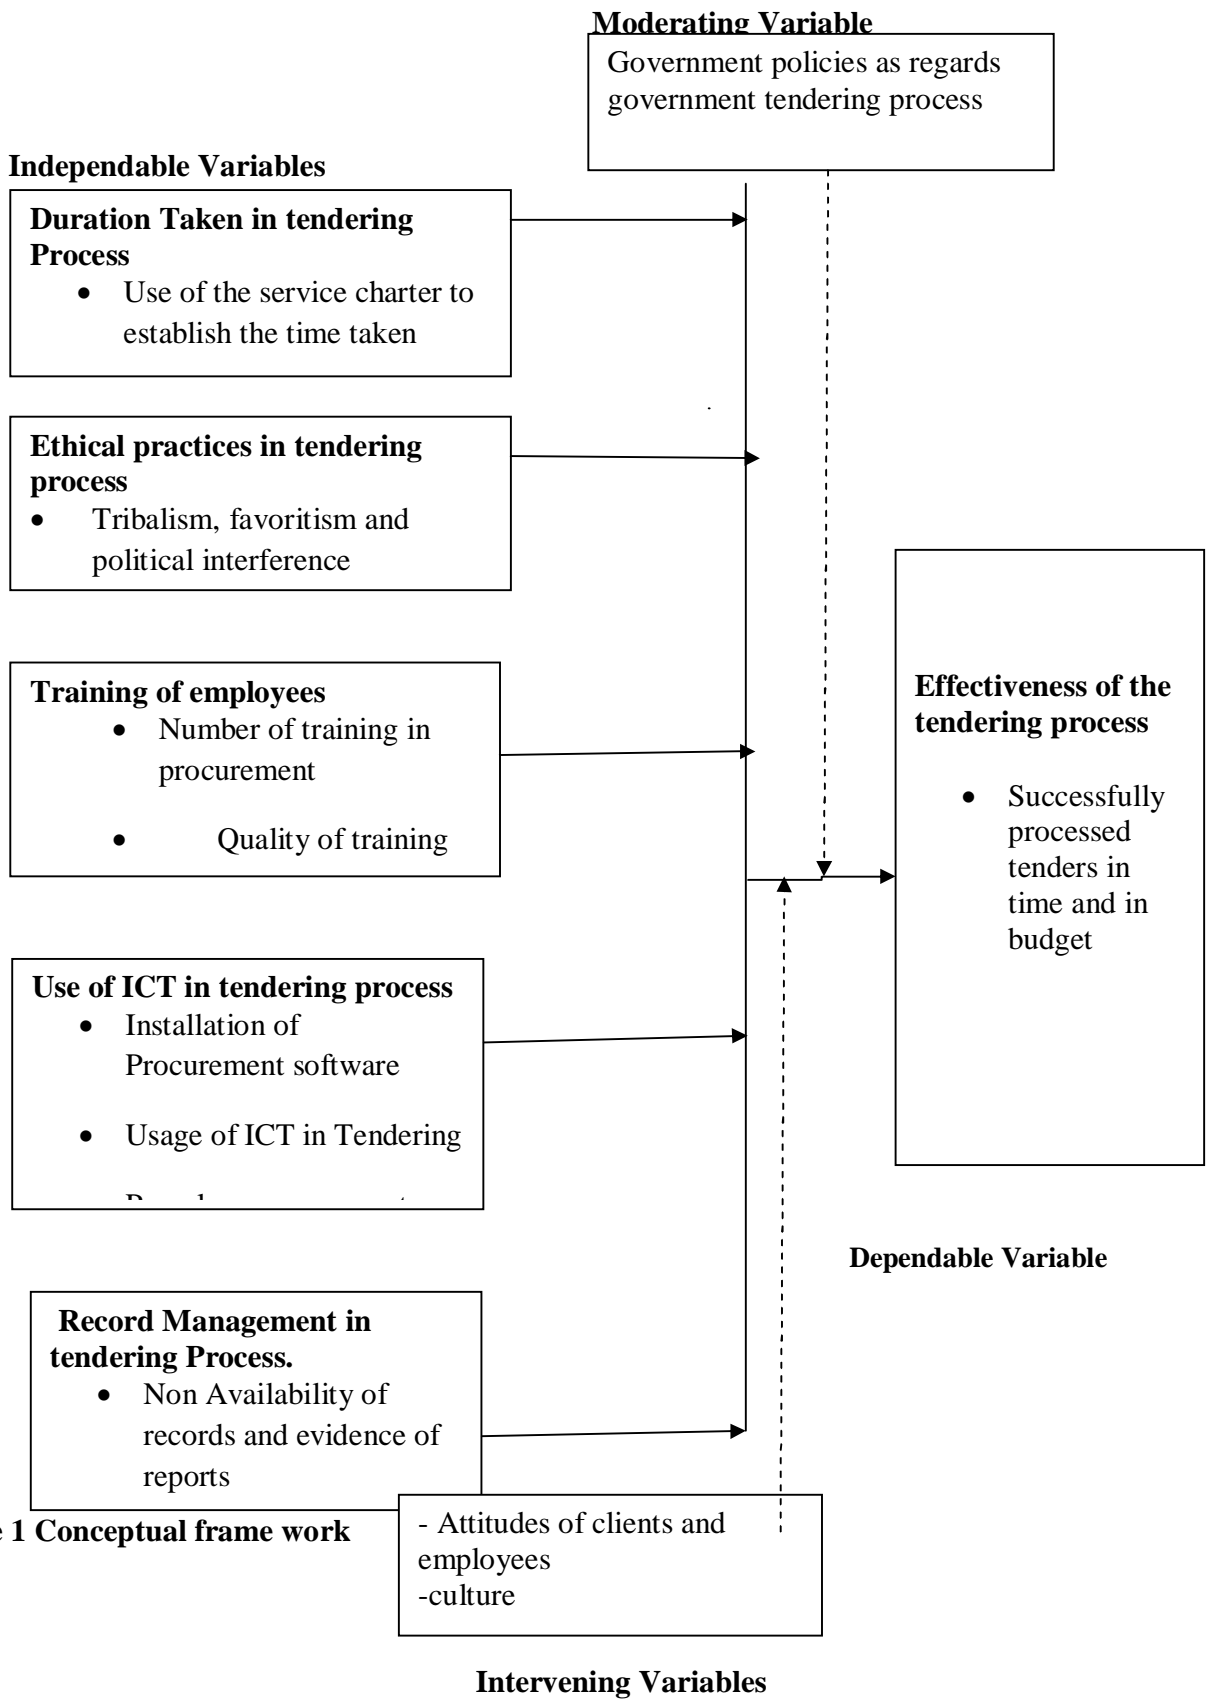 Moderating Variable
Government policies as regards
government tendering process
Independable Variables
Duration Taken in tendering
Process
• Use of the service charter to
establish the time taken
Ethical practices in tendering
process
• Tribalism, favoritism and
political interference
Training of employees
• Number of training in
procurement
• Quality of training
Use of ICT in tendering process
• Installation of
Procurement software
• Usage of ICT in Tendering
Record Management in
tendering Process.
• Non Availability of
records and evidence of
reports
Effectiveness of the
tendering process
• Successfully
processed
tenders in
time and in
budget
Dependable Variable
1 Conceptual frame work
- Attitudes of clients and
employees
-culture
Intervening Variables